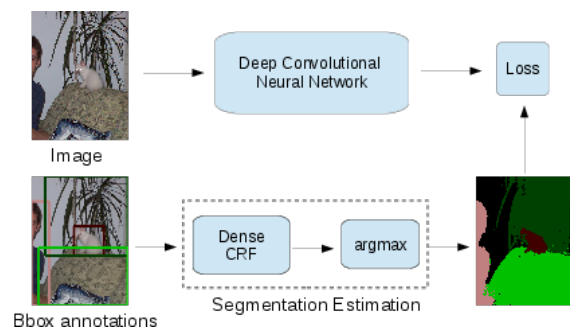 Deep Convolutional
Neural Network
Loss
Image
Dense
CRF
argmax
Segmentation Estimation
Bbox annotations